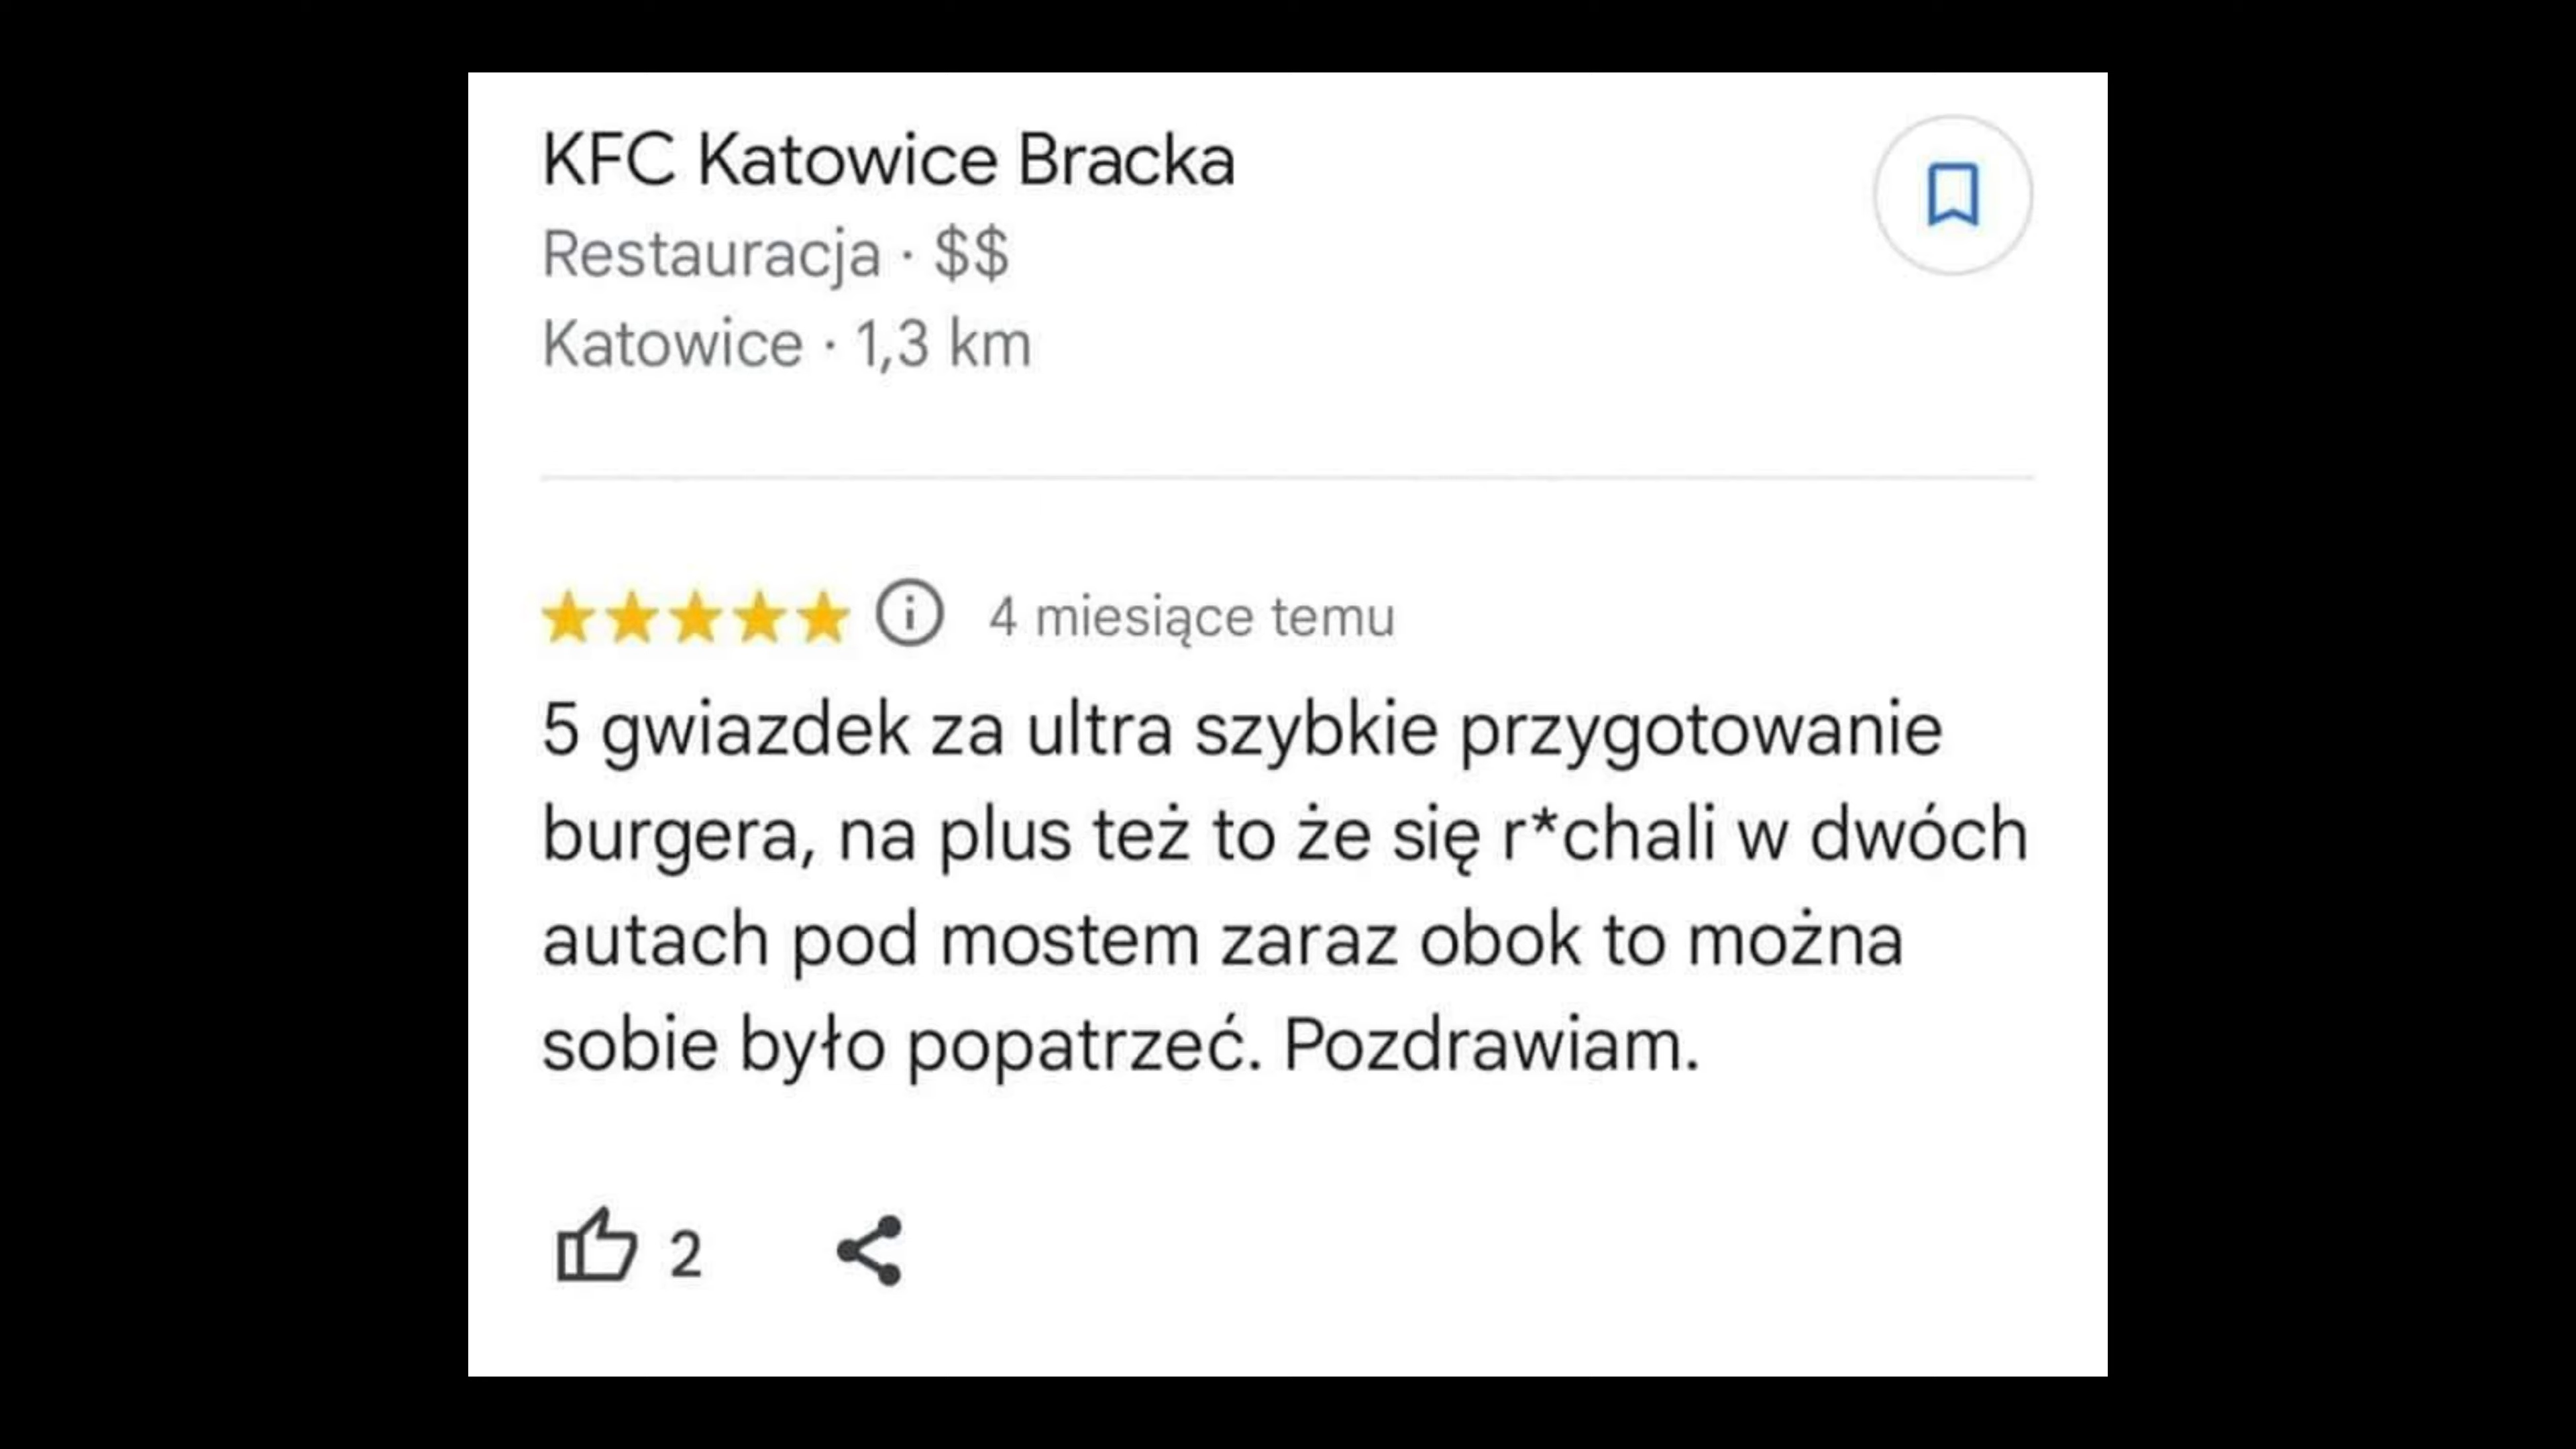 KFC Katowice Bracka
Restauracja · $$
Katowice · 1,3 km
4 miesiące temu
5 gwiazdek za ultra szybkie przygotowanie
burgera, na plus też to że się r*chali w dwóch
autach pod mostem zaraz obok to można
sobie było popatrzeć. Pozdrawiam.
2